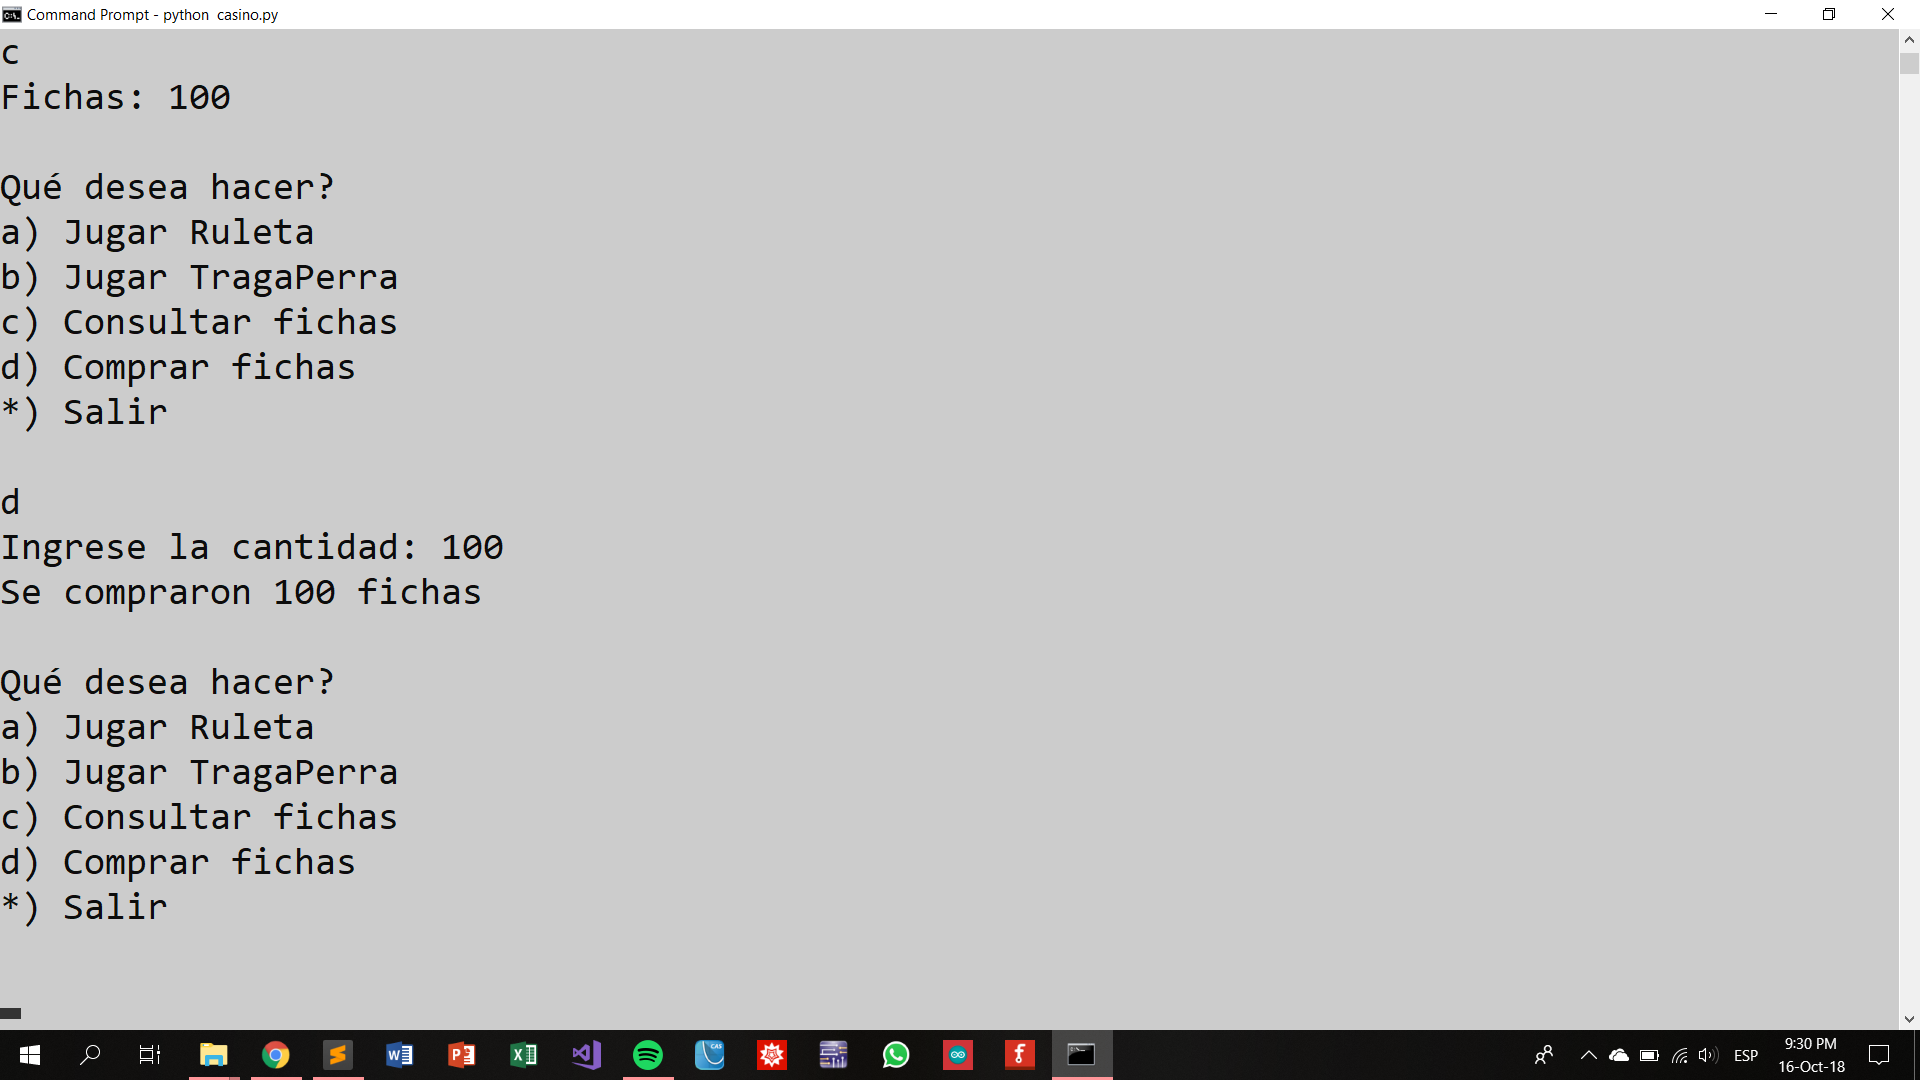 Command Prompt - python  casino.py
c
Fichas: 100
Qué desea hacer?
a) Jugar Ruleta
b) Jugar TragaPerra
c) Consultar fichas
d) Comprar fichas
*) Salir
d
Ingrese la cantidad: 100
Se compraron 100 fichas
Qué desea hacer?
a) Jugar Ruleta
b) Jugar TragaPerra
c) Consultar fichas
d) Comprar fichas
*) Salir
ESP
9:30 PM
16-Oct-18